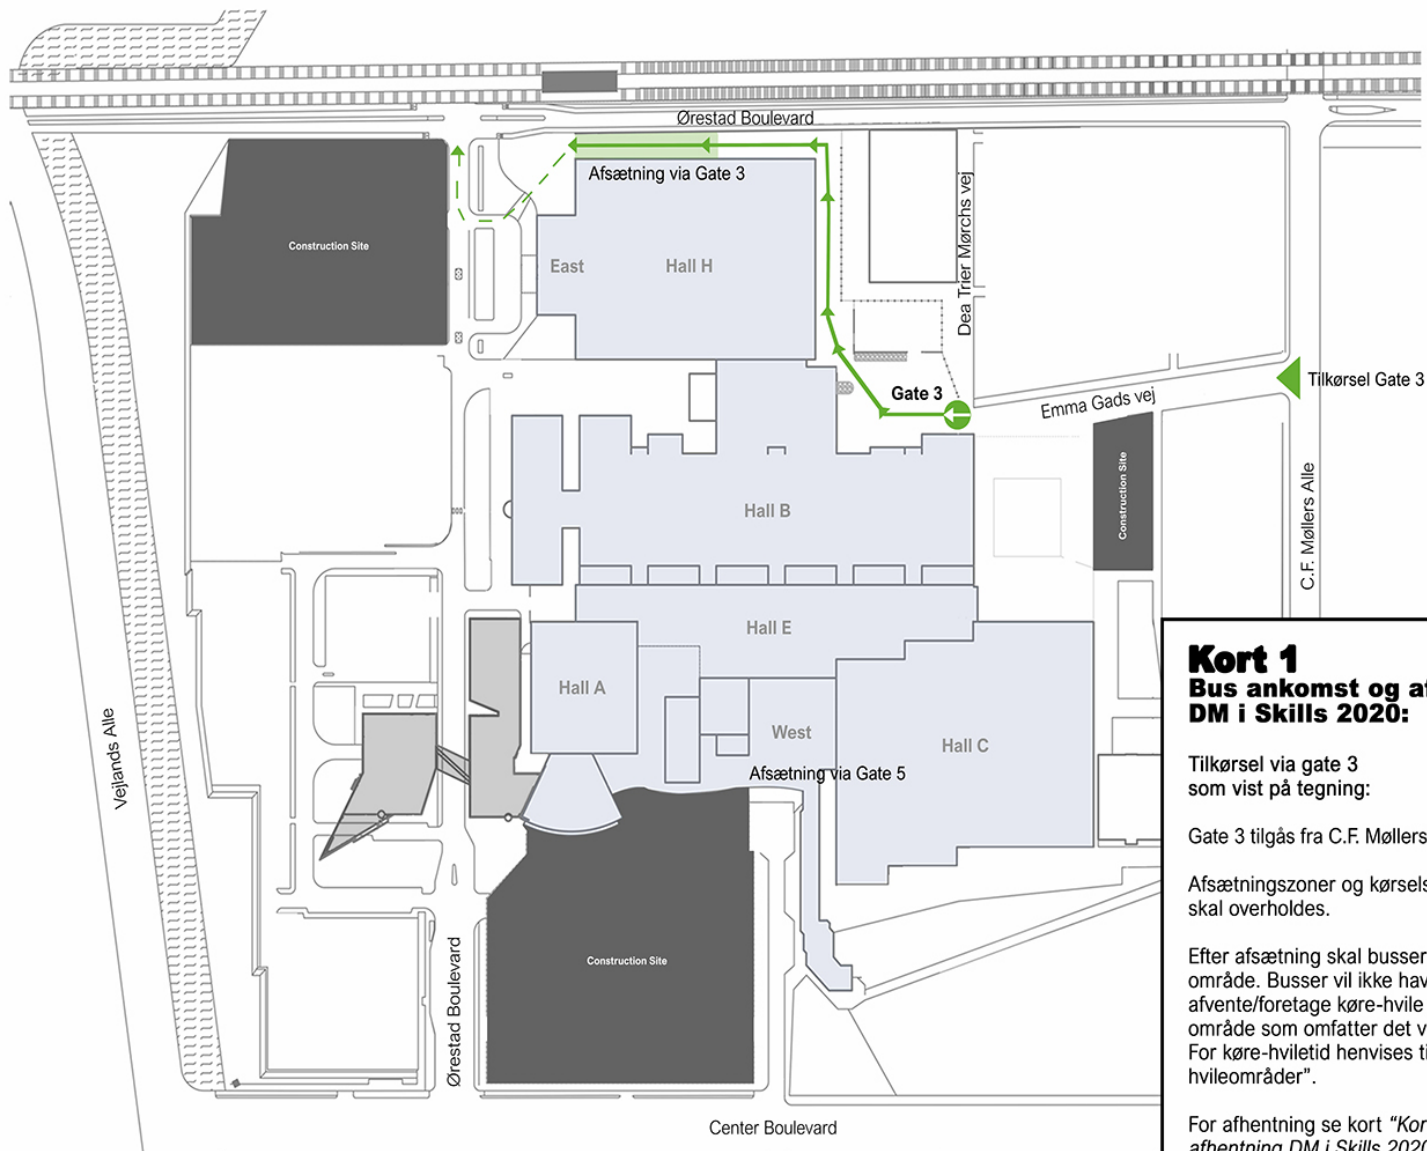 Ørestad Boulevard
Afsætning via Gate 3
Construction Site
East
Hall H
Dea Trier Mørchs vej
Gate 3
Tilkørsel Gate 3
Emma Gads vej
Construction Site
Hall B
C.F. Møllers Alle
Hall E
Hall A
West
Hall C
Vejlands Alle
Afsætning via Gate 5
Construction Site
Ørestad Boulevard
Center Boulevard
Kort 1
Bus ankomst og af
DM i Skills 2020:
Tilkørsel via gate 3
som vist på tegning:
Gate 3 tilgås fra C.F. Møllers
Afsætningszoner og kørsels
skal overholdes.
Efter afsætning skal busser
område. Busser vil ikke hav
afvente/foretage køre-hvile
område som omfatter det v
For køre-hviletid henvises ti
hvileområder”.
For afhentning se kort “Kor
afhentning DM i Skills 2020